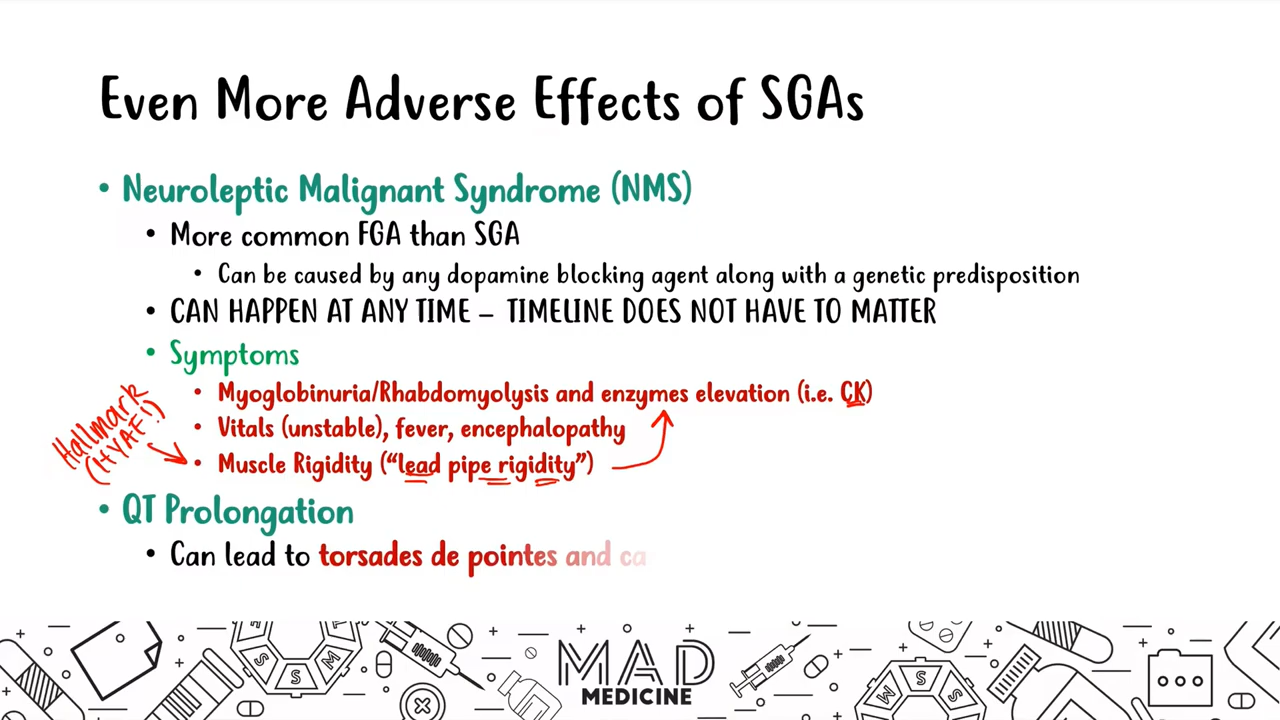 Even More Adverse Effects of SGAs
• Neuroleptic Malignant Syndrome (NMS)
• More common FGA than SGA
• Can be caused by any dopamine blocking agent along with a genetic predisposition
• CAN HAPPEN AT ANY TIME – TIMELINE DOES NOT HAVE TO MATTER
• Symptoms
• Myoglobinuria/Rhabdomyolysis and enzymes elevation (i.e. CK)
• Vitals (unstable), fever, encephalopathy
Hallmark
(HYAF!)
• Muscle Rigidity (“lead pipe rigidity”)
• QT Prolongation
• Can lead to torsades de pointes and ca
S S M
M S S
MAD
MEDICINE